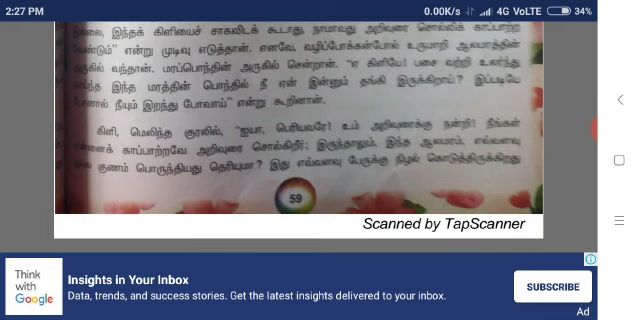 2:27 PM 0.00K/s 4G VoLTE 34%
இந்தக் கிளியைச் சாகவிடக் கூடாது, நாமாவது அறிவுரை சொல்லிக் காப்பாற்ற
வேண்டும்" என்று முடிவு எடுத்தான். எனவே, வழிப்போக்கன்போல் உருமாறி ஆலமரத்தின்
அருகில் வந்தான். மரப்பொந்தின் அருகில் சென்றான். "ஏ கிளியே! பசை வற்றி உலர்ந்து
இந்த மரத்தின் பொந்தில் நீ ஏன் இன்னும் தங்கி இருக்கிறாய்? இப்படியே
போனால் நீயும் இறந்து போவாய்" என்று கூறினான்.
கிளி, மெலிந்த குரலில், "ஐயா, பெரியவரே! உம் அறிவுரைக்கு நன்றி! நீங்கள்
என்னைக் காப்பாற்றவே அறிவுரை சொல்கிறீர்; இருந்தாலும், இந்த ஆலமரம், எவ்வளவு
குணம் பொருந்தியது தெரியுமா? இது எவ்வளவு பேருக்கு நிழல் கொடுத்திருக்கிறது
59
Scanned by TapScanner
Think
with
Google
Insights in Your Inbox
Data, trends, and success stories. Get the latest insights delivered to your inbox.
SUBSCRIBE
Ad